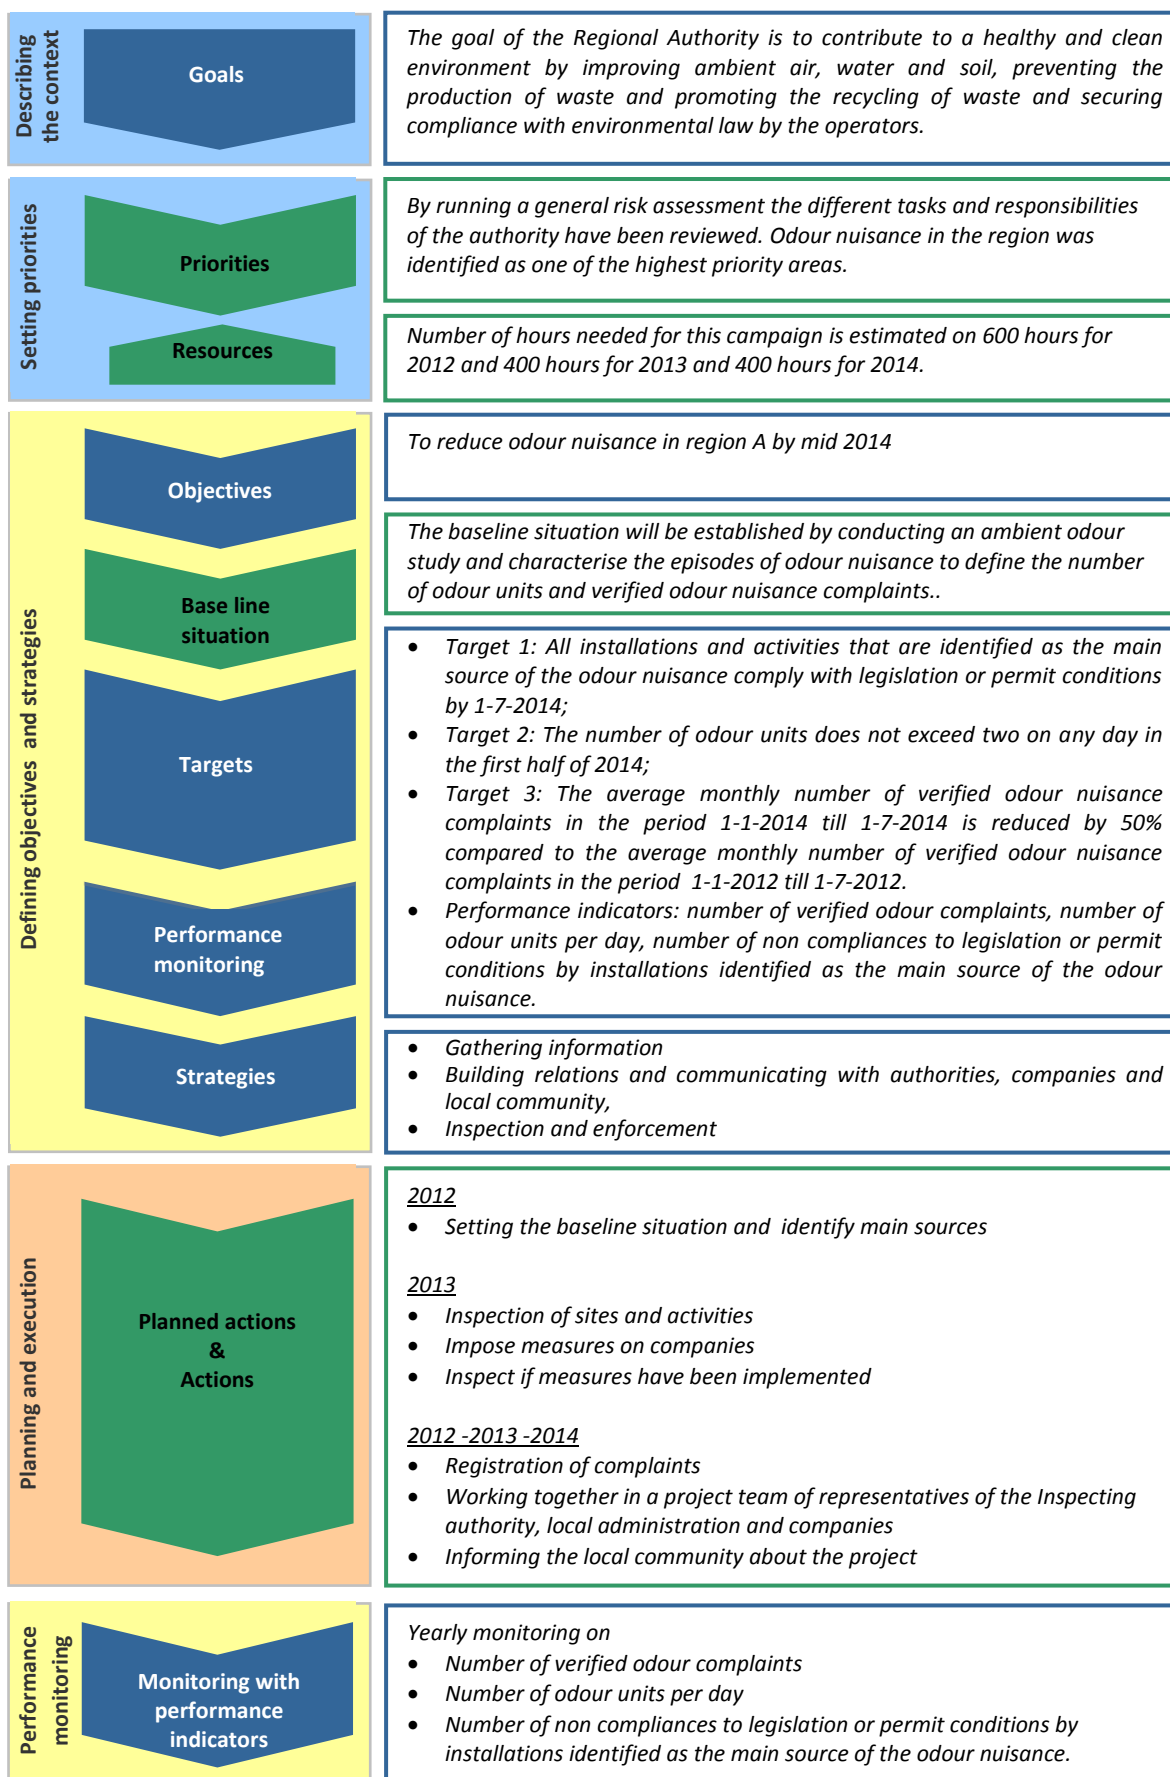 Describing
the context
Goals
The goal of the Regional Authority is to contribute to a healthy and clean
environment by improving ambient air, water and soil, preventing the
production of waste and promoting the recycling of waste and securing
compliance with environmental law by the operators.
Setting priorities
Priorities
By running a general risk assessment the different tasks and responsibilities
of the authority have been reviewed. Odour nuisance in the region was
identified as one of the highest priority areas.
Resources
Number of hours needed for this campaign is estimated on 600 hours for
2012 and 400 hours for 2013 and 400 hours for 2014.
Defining objectives and strategies
Objectives
To reduce odour nuisance in region A by mid 2014
Base line
situation
The baseline situation will be established by conducting an ambient odour
study and characterise the episodes of odour nuisance to define the number
of odour units and verified odour nuisance complaints..
Targets
• Target 1: All installations and activities that are identified as the main
source of the odour nuisance comply with legislation or permit conditions
by 1-7-2014;
• Target 2: The number of odour units does not exceed two on any day in
the first half of 2014;
• Target 3: The average monthly number of verified odour nuisance
complaints in the period 1-1-2014 till 1-7-2014 is reduced by 50%
compared to the average monthly number of verified odour nuisance
complaints in the period 1-1-2012 till 1-7-2012.
Performance
monitoring
• Performance indicators: number of verified odour complaints, number of
odour units per day, number of non compliances to legislation or permit
conditions by installations identified as the main source of the odour
nuisance.
Strategies
• Gathering information
• Building relations and communicating with authorities, companies and
local community,
• Inspection and enforcement
Planning and execution
Planned actions
&
Actions
2012
• Setting the baseline situation and identify main sources
2013
• Inspection of sites and activities
• Impose measures on companies
• Inspect if measures have been implemented
2012 -2013 -2014
• Registration of complaints
• Working together in a project team of representatives of the Inspecting
authority, local administration and companies
• Informing the local community about the project
Performance
monitoring
Monitoring with
performance
indicators
Yearly monitoring on
• Number of verified odour complaints
• Number of odour units per day
• Number of non compliances to legislation or permit conditions by
installations identified as the main source of the odour nuisance.